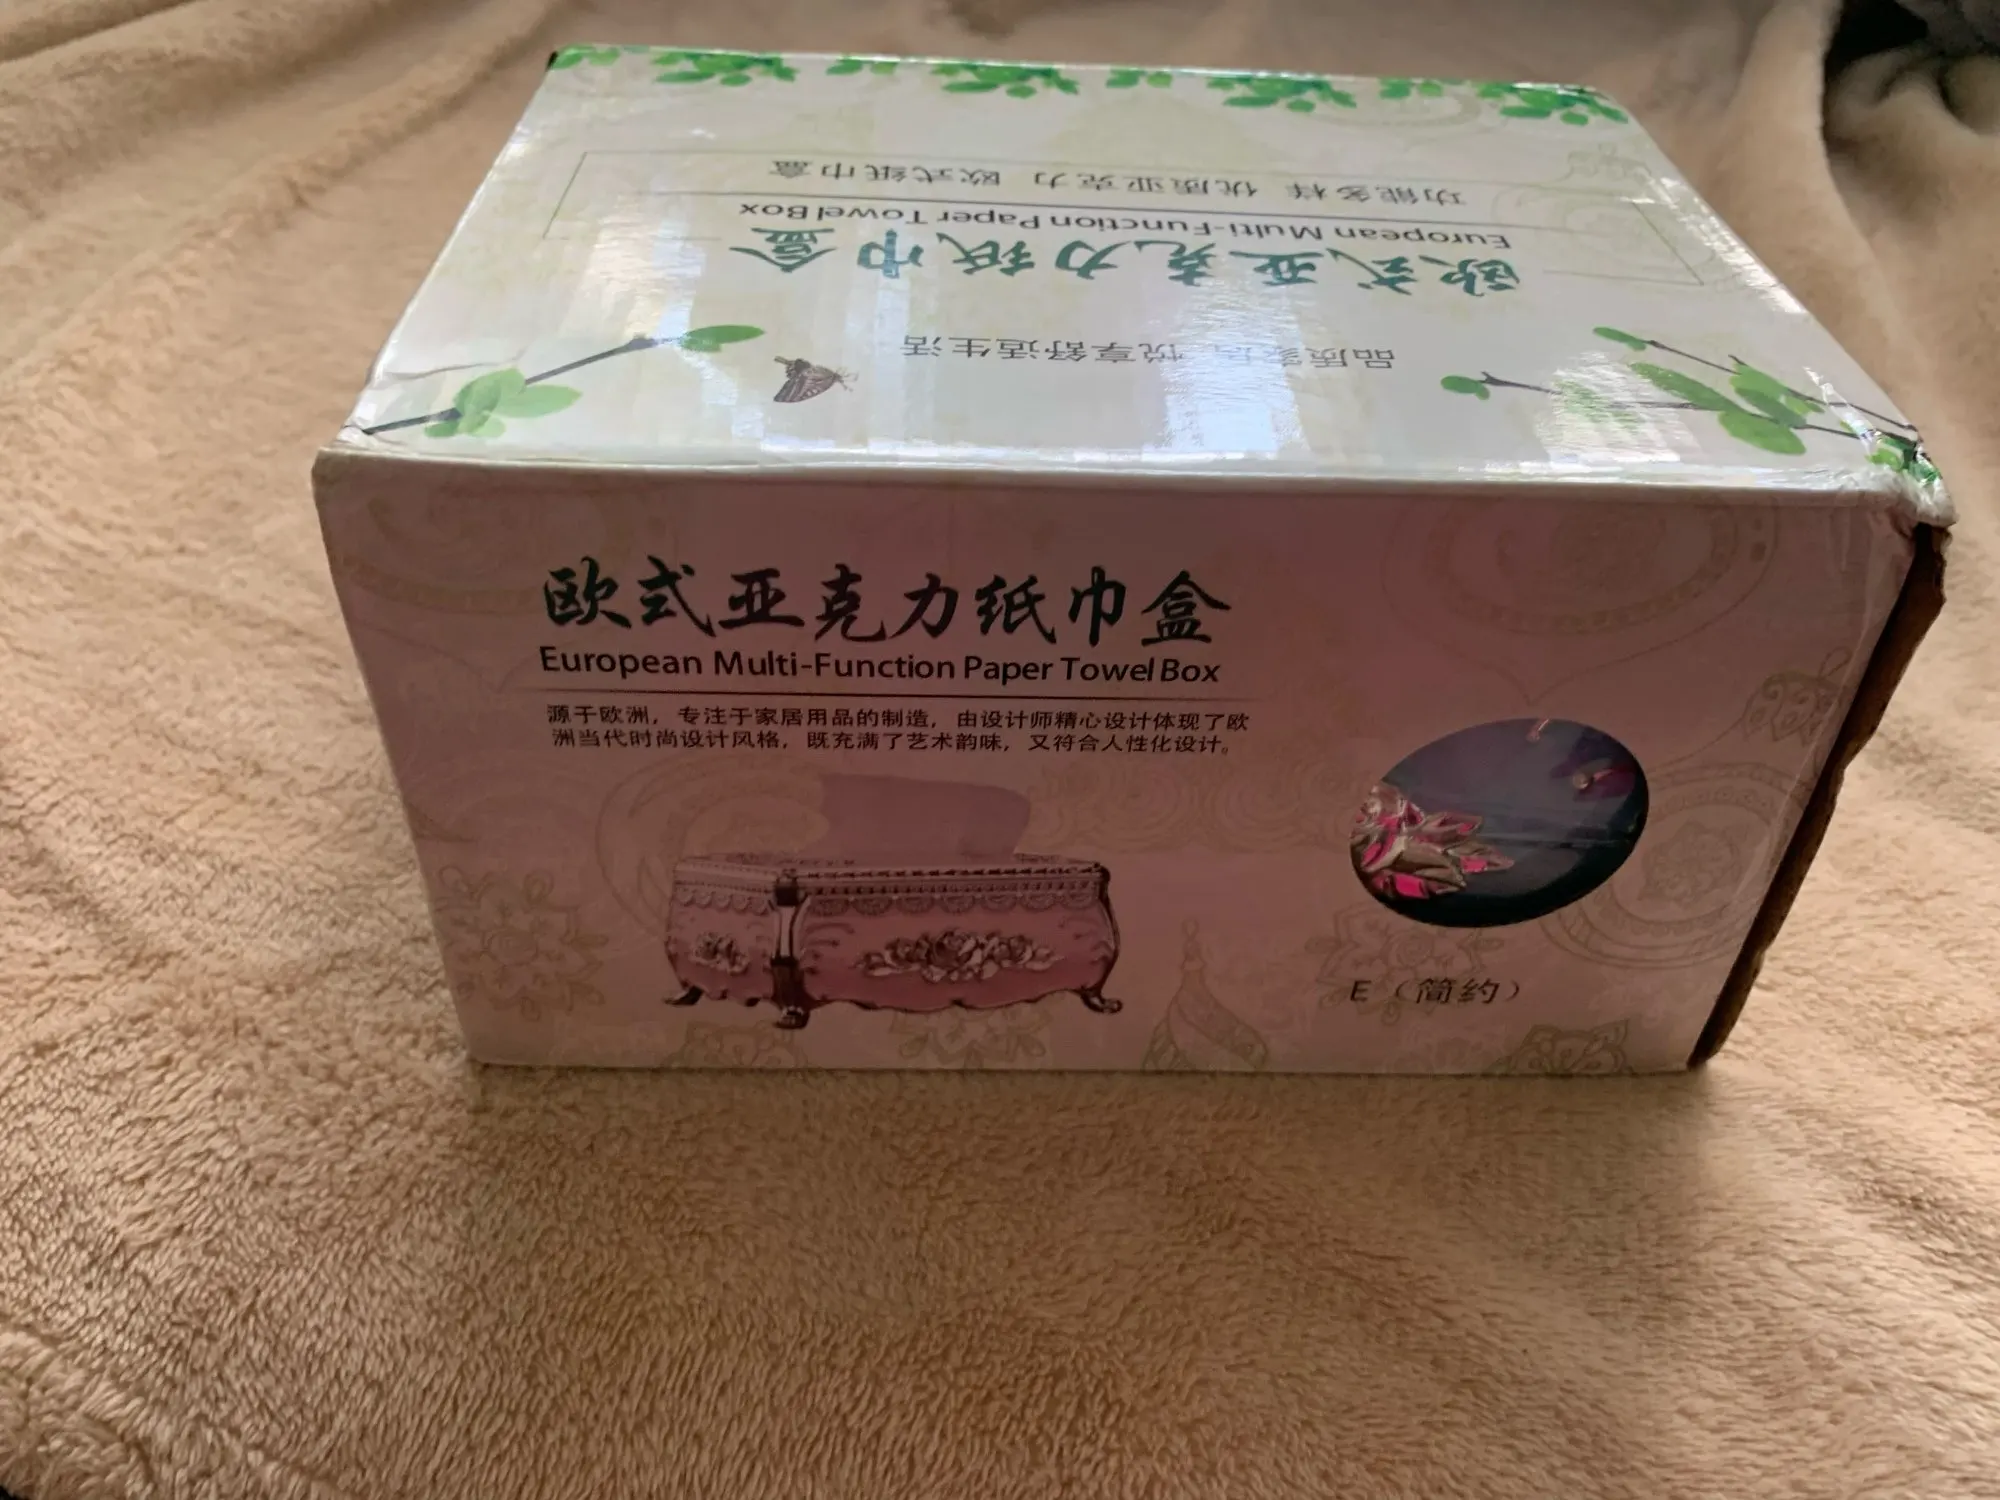 功能多样 优质亚克力 欧式纸巾盒
European Multi-Function Paper Towel Box
欧式亚克力纸巾盒
品质家居 悦享舒适生活
欧式亚克力纸巾盒
European Multi-Function Paper Towel Box
源于欧洲，专注于家居用品的制造，由设计师精心设计体现了欧
洲当代时尚设计风格，既充满了艺术韵味，又符合人性化设计。
E（简约）